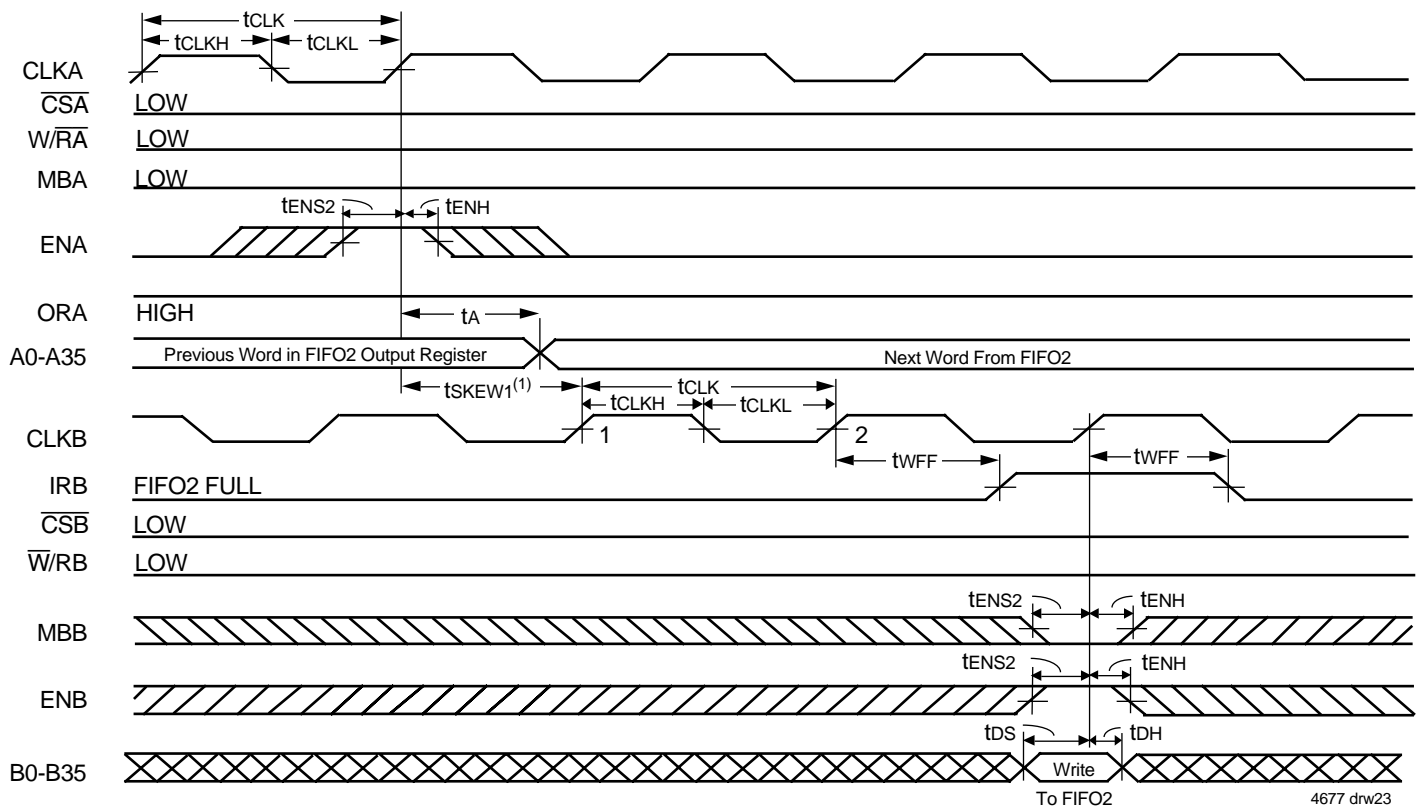 tCLK
tCLKH tCLKL
CLKA
CSA LOW
W/RA LOW
MBA LOW
tENS2 tENH
ENA
ORA HIGH
tA
A0-A35 Previous Word in FIFO2 Output Register Next Word From FIFO2
tSKEW1(1) tCLK
tCLKH tCLKL
CLKB 1 2
tWFF tWFF
IRB FIFO2 FULL
CSB LOW
W/RB LOW
tENS2 tENH
MBB
tENS2 tENH
ENB
tDS tDH
B0-B35 Write
To FIFO2 4677 drw23